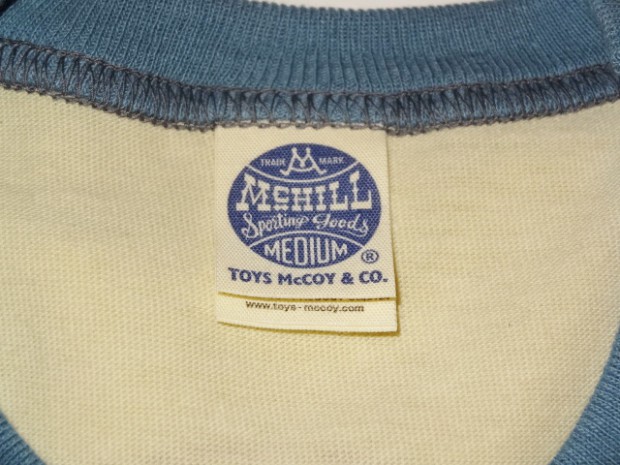 TRADE MARK
McHILL
Sporting Goods
MEDIUM ®
TOYS McCOY & CO.
www.toys-mccoy.com